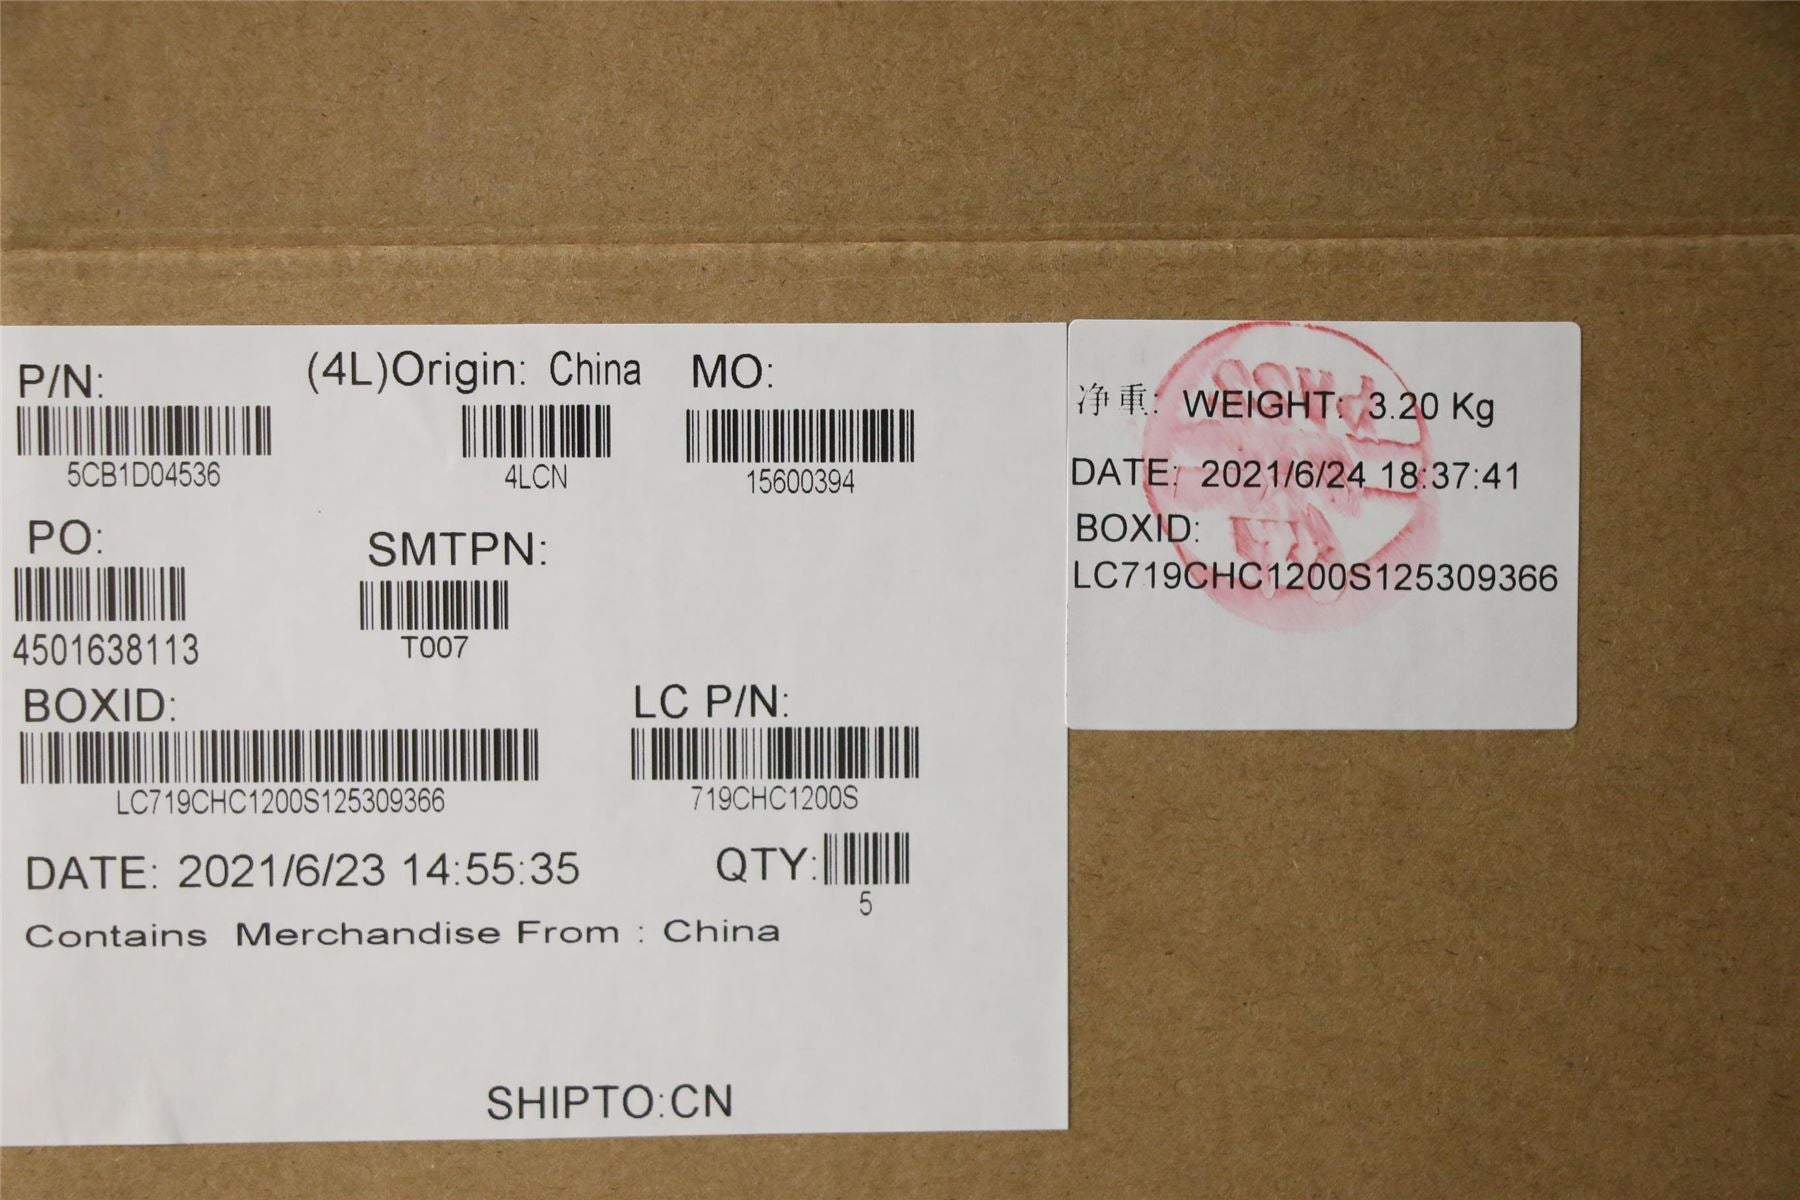 P/N:
5CB1D04536
(4L)Origin: China
4LCN
MO:
15600394
PO:
4501638113
SMTPN:
T007
BOXID:
LC719CHC1200S125309366
LC P/N:
719CHC1200S
DATE: 2021/6/23 14:55:35
QTY:
5
Contains Merchandise From : China
SHIPTO:CN
净重: WEIGHT: 3.20 Kg
DATE: 2021/6/24 18:37:41
BOXID:
LC719CHC1200S125309366